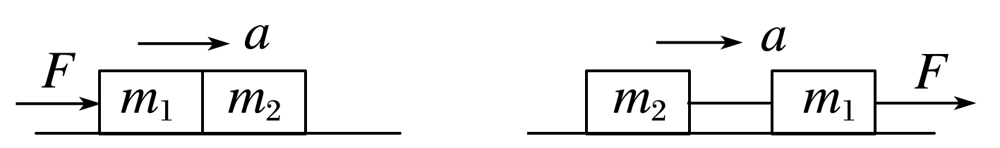 a a
F F
m₁ m₂ m₂ m₁